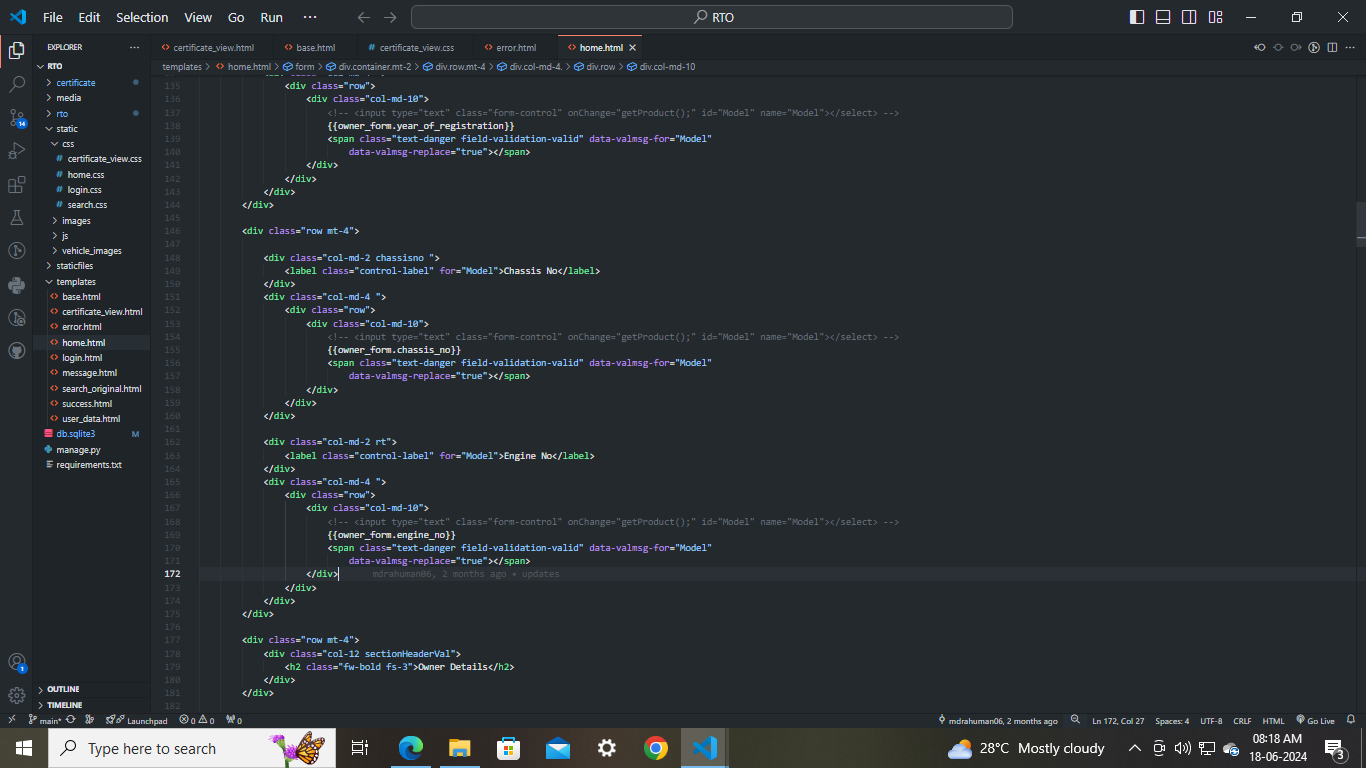 File Edit Selection View Go Run ··· RTO
EXPLORER ···
certificate_view.html base.html certificate_view.css error.html home.html
templates > home.html > form > div.container.mt-2 > div.row.mt-4 > div.col-md-4. > div.row > div.col-md-10
RTO
certificate
media
rto
static
css
certificate_view.css
home.css
login.css
search.css
images
js
vehicle_images
staticfiles
templates
base.html
certificate_view.html
error.html
home.html
login.html
message.html
search_original.html
success.html
user_data.html
db.sqlite3 M
manage.py
requirements.txt
OUTLINE
TIMELINE
14
1
135 <div class="row">
136 <div class="col-md-10">
137 <!-- <input type="text" class="form-control" onChange="getProduct();" id="Model" name="Model"></select> -->
138 {{owner_form.year_of_registration}}
139 <span class="text-danger field-validation-valid" data-valmsg-for="Model"
140 data-valmsg-replace="true"></span>
141 </div>
142 </div>
143 </div>
144 </div>
145
146 <div class="row mt-4">
147
148 <div class="col-md-2 chassisno ">
149 <label class="control-label" for="Model">Chassis No</label>
150 </div>
151 <div class="col-md-4 ">
152 <div class="row">
153 <div class="col-md-10">
154 <!-- <input type="text" class="form-control" onChange="getProduct();" id="Model" name="Model"></select> -->
155 {{owner_form.chassis_no}}
156 <span class="text-danger field-validation-valid" data-valmsg-for="Model"
157 data-valmsg-replace="true"></span>
158 </div>
159 </div>
160 </div>
161
162 <div class="col-md-2 rt">
163 <label class="control-label" for="Model">Engine No</label>
164 </div>
165 <div class="col-md-4 ">
166 <div class="row">
167 <div class="col-md-10">
168 <!-- <input type="text" class="form-control" onChange="getProduct();" id="Model" name="Model"></select> -->
169 {{owner_form.engine_no}}
170 <span class="text-danger field-validation-valid" data-valmsg-for="Model"
171 data-valmsg-replace="true"></span>
172 </div> mdrahuman06, 2 months ago • updates
173 </div>
174 </div>
175 </div>
176
177 <div class="row mt-4">
178 <div class="col-12 sectionHeaderVal">
179 <h2 class="fw-bold fs-3">Owner Details</h2>
180 </div>
181 </div>
182
main* Launchpad 0 0 0 mdrahuman06, 2 months ago Ln 172, Col 27 Spaces: 4 UTF-8 CRLF HTML Go Live
Type here to search 28°C Mostly cloudy 08:18 AM
18-06-2024 3